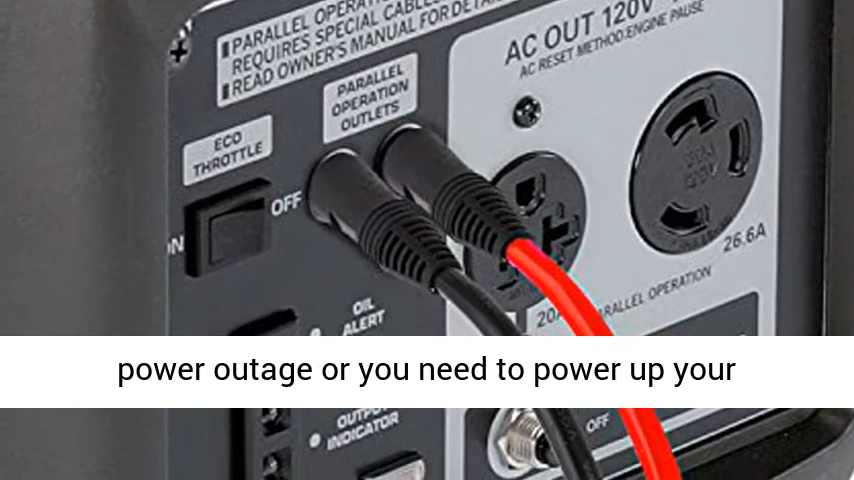 PARALLEL OPERA
REQUIRES SPECIAL CABLE
READ OWNER'S MANUAL FOR DETA
PARALLEL
OPERATION
OUTLETS
ECO
THROTTLE
OFF
AC OUT 120V
AC RESET METHOD:ENGINE PAUSE
26.6A
20A
PARALLEL OPERATION
OIL
ALERT
power outage or you need to power up your
OUTPUT
INDICATOR
OFF